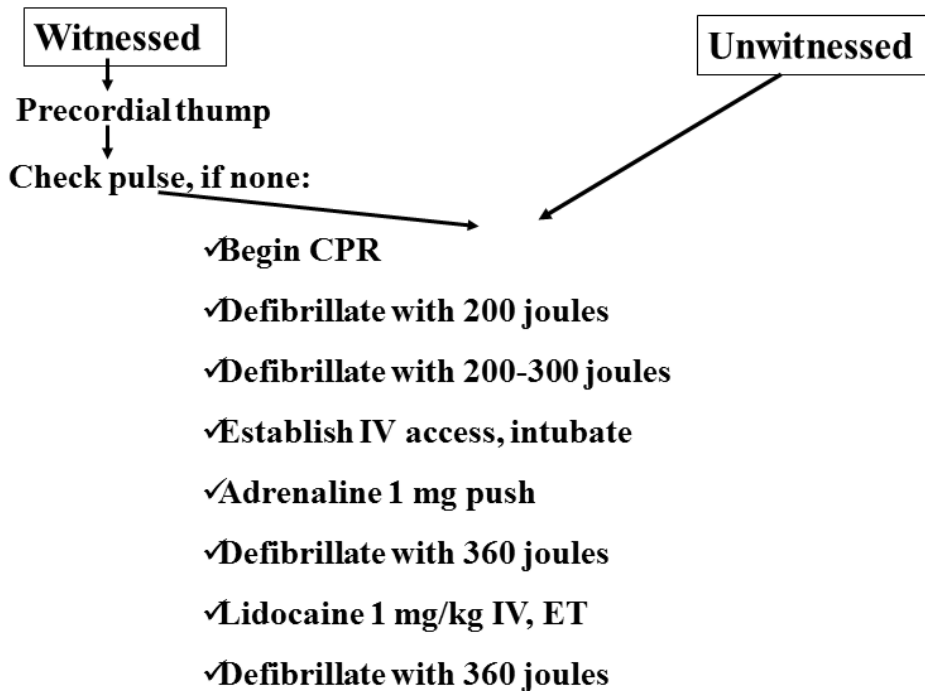 Witnessed
Unwitnessed
Precordial thump
Check pulse, if none:
✓Begin CPR
✓Defibrillate with 200 joules
✓Defibrillate with 200-300 joules
✓Establish IV access, intubate
✓Adrenaline 1 mg push
✓Defibrillate with 360 joules
✓Lidocaine 1 mg/kg IV, ET
✓Defibrillate with 360 joules